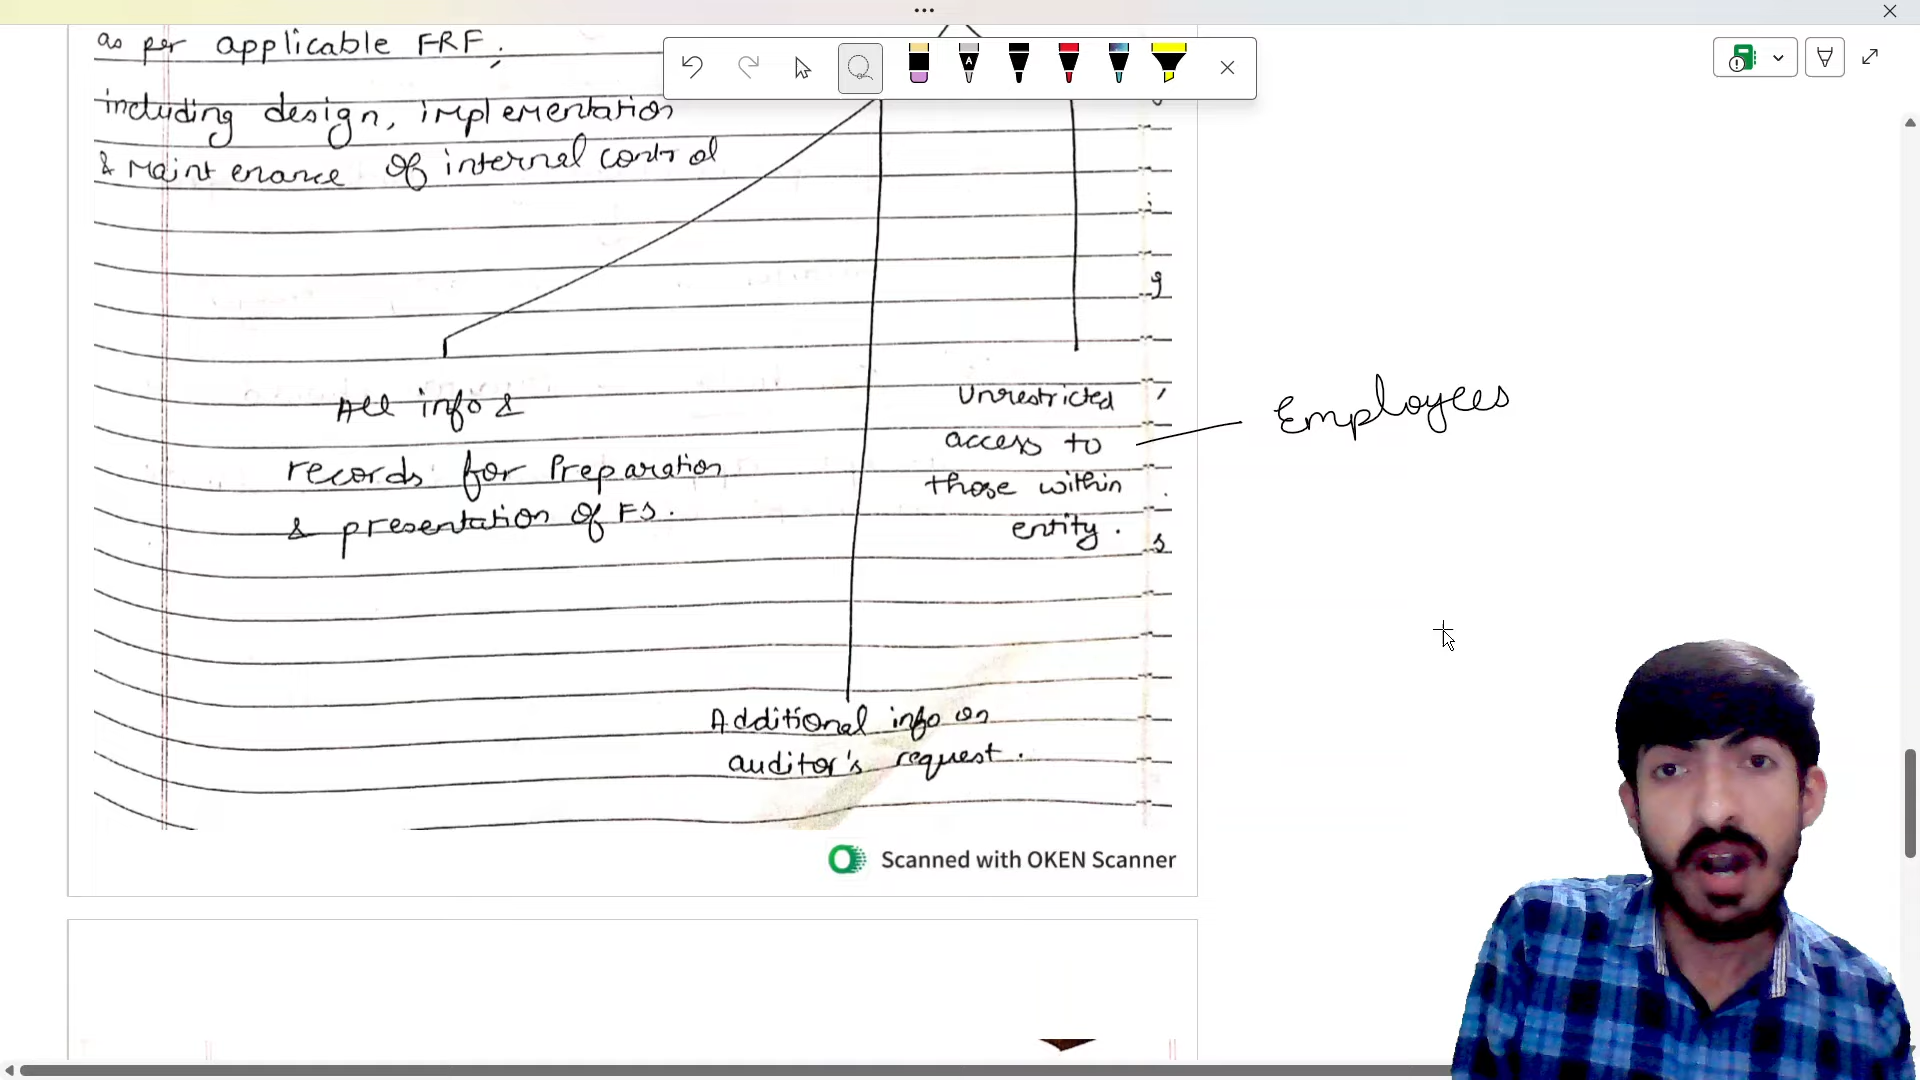 as per applicable FRF,
including design, implementation
& Maintenance of internal control
All info &
records for Preparation
& presentation of FS.
Unrestricted
access to
those within
entity.
Employees
Additional info on
auditor's request.
Scanned with OKEN Scanner